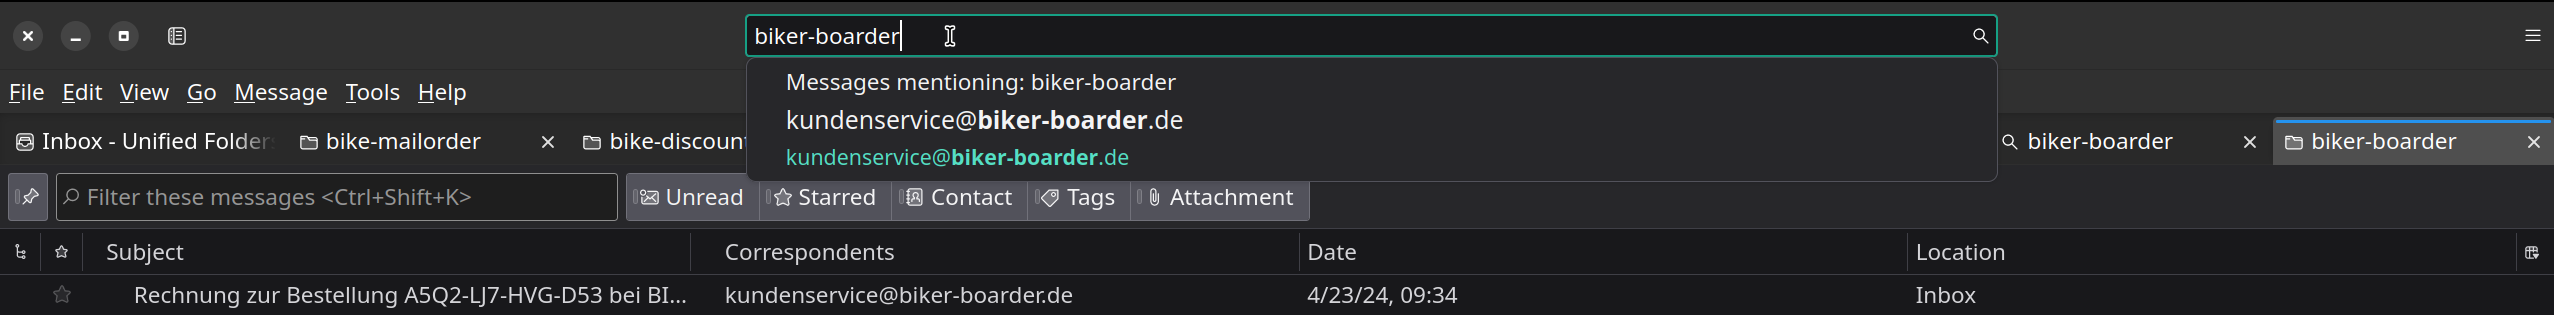 biker-boarder
File Edit View Go Message Tools Help
Messages mentioning: biker-boarder
kundenservice@biker-boarder.de
kundenservice@biker-boarder.de
Inbox - Unified Folders bike-mailorder bike-discount biker-boarder biker-boarder
Filter these messages <Ctrl+Shift+K> Unread Starred Contact Tags Attachment
Subject Correspondents Date Location
Rechnung zur Bestellung A5Q2-LJ7-HVG-D53 bei BI... kundenservice@biker-boarder.de 4/23/24, 09:34 Inbox